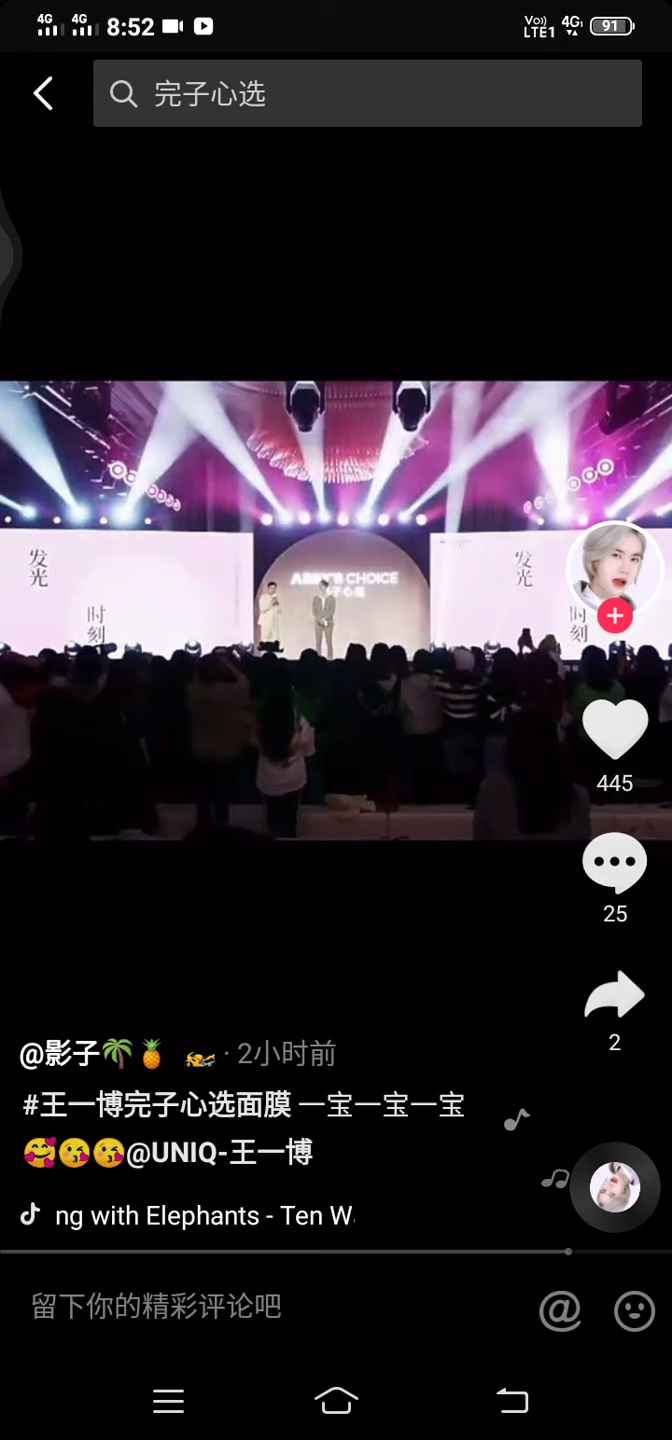 4G 4G 8:52 Vo)) LTE1 4G 91
完子心选
发光
时刻
CHOICE
发光
时刻
445
25
2
@影子🌴🍍 🏍️ · 2小时前
#王一博完子心选面膜 一宝一宝一宝
🥰😘😘@UNIQ-王一博
ng with Elephants - Ten W
留下你的精彩评论吧